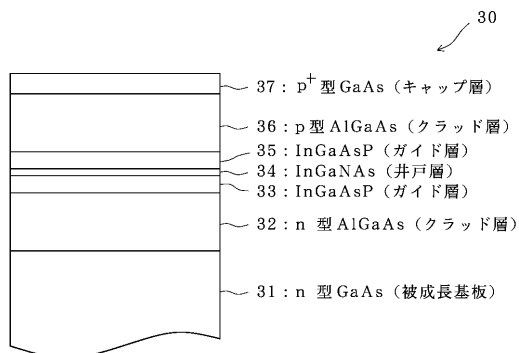 30
37：p+型GaAs（キャップ層）
36：p型AlGaAs（クラッド層）
35：InGaAsP（ガイド層）
34：InGaNAs（井戸層）
33：InGaAsP（ガイド層）
32：n 型AlGaAs（クラッド層）
31：n 型GaAs（被成長基板）